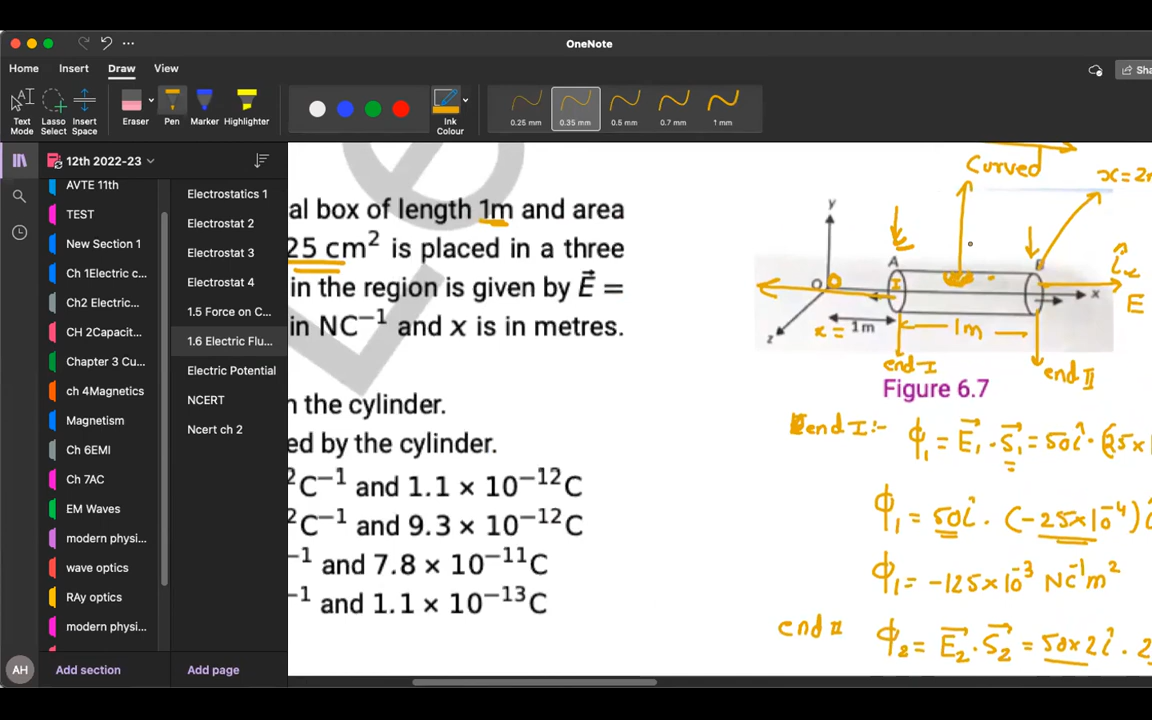 OneNote
Home Insert Draw View
Sha
Text Mode
Lasso Select
Insert Space
Eraser
Pen
Marker
Highlighter
Ink Colour
0.25 mm
0.35 mm
0.5 mm
0.7 mm
1 mm
12th 2022-23
AVTE 11th
TEST
New Section 1
Ch 1Electric c...
Ch2 Electric...
CH 2Capacit...
Chapter 3 Cu...
ch 4Magnetics
Magnetism
Ch 6EMI
Ch 7AC
EM Waves
modern physi...
wave optics
RAy optics
modern physi...
AH
Add section
Electrostatics 1
Electrostat 2
Electrostat 3
Electrostat 4
1.5 Force on C...
1.6 Electric Flu...
Electric Potential
NCERT
Ncert ch 2
Add page
al box of length 1m and area
25 cm² is placed in a three
in the region is given by E⃗ =
in NC⁻¹ and x is in metres.
n the cylinder.
ed by the cylinder.
²C⁻¹ and 1.1 × 10⁻¹²C
²C⁻¹ and 9.3 × 10⁻¹²C
⁻¹ and 7.8 × 10⁻¹¹C
⁻¹ and 1.1 × 10⁻¹³C
Curved
x=2
y
A
B
O
I
x
E
z
x = 1m
1m
end I
end II
Figure 6.7
end I:-
ϕ₁ = E⃗₁ · S⃗₁ = 50î · (25x
ϕ₁ = 50î · (-25x10⁻⁴) î
ϕ₁ = -125x10⁻³ NC⁻¹m²
end II
ϕ₂ = E⃗₂ · S⃗₂ = 50x2î · 2